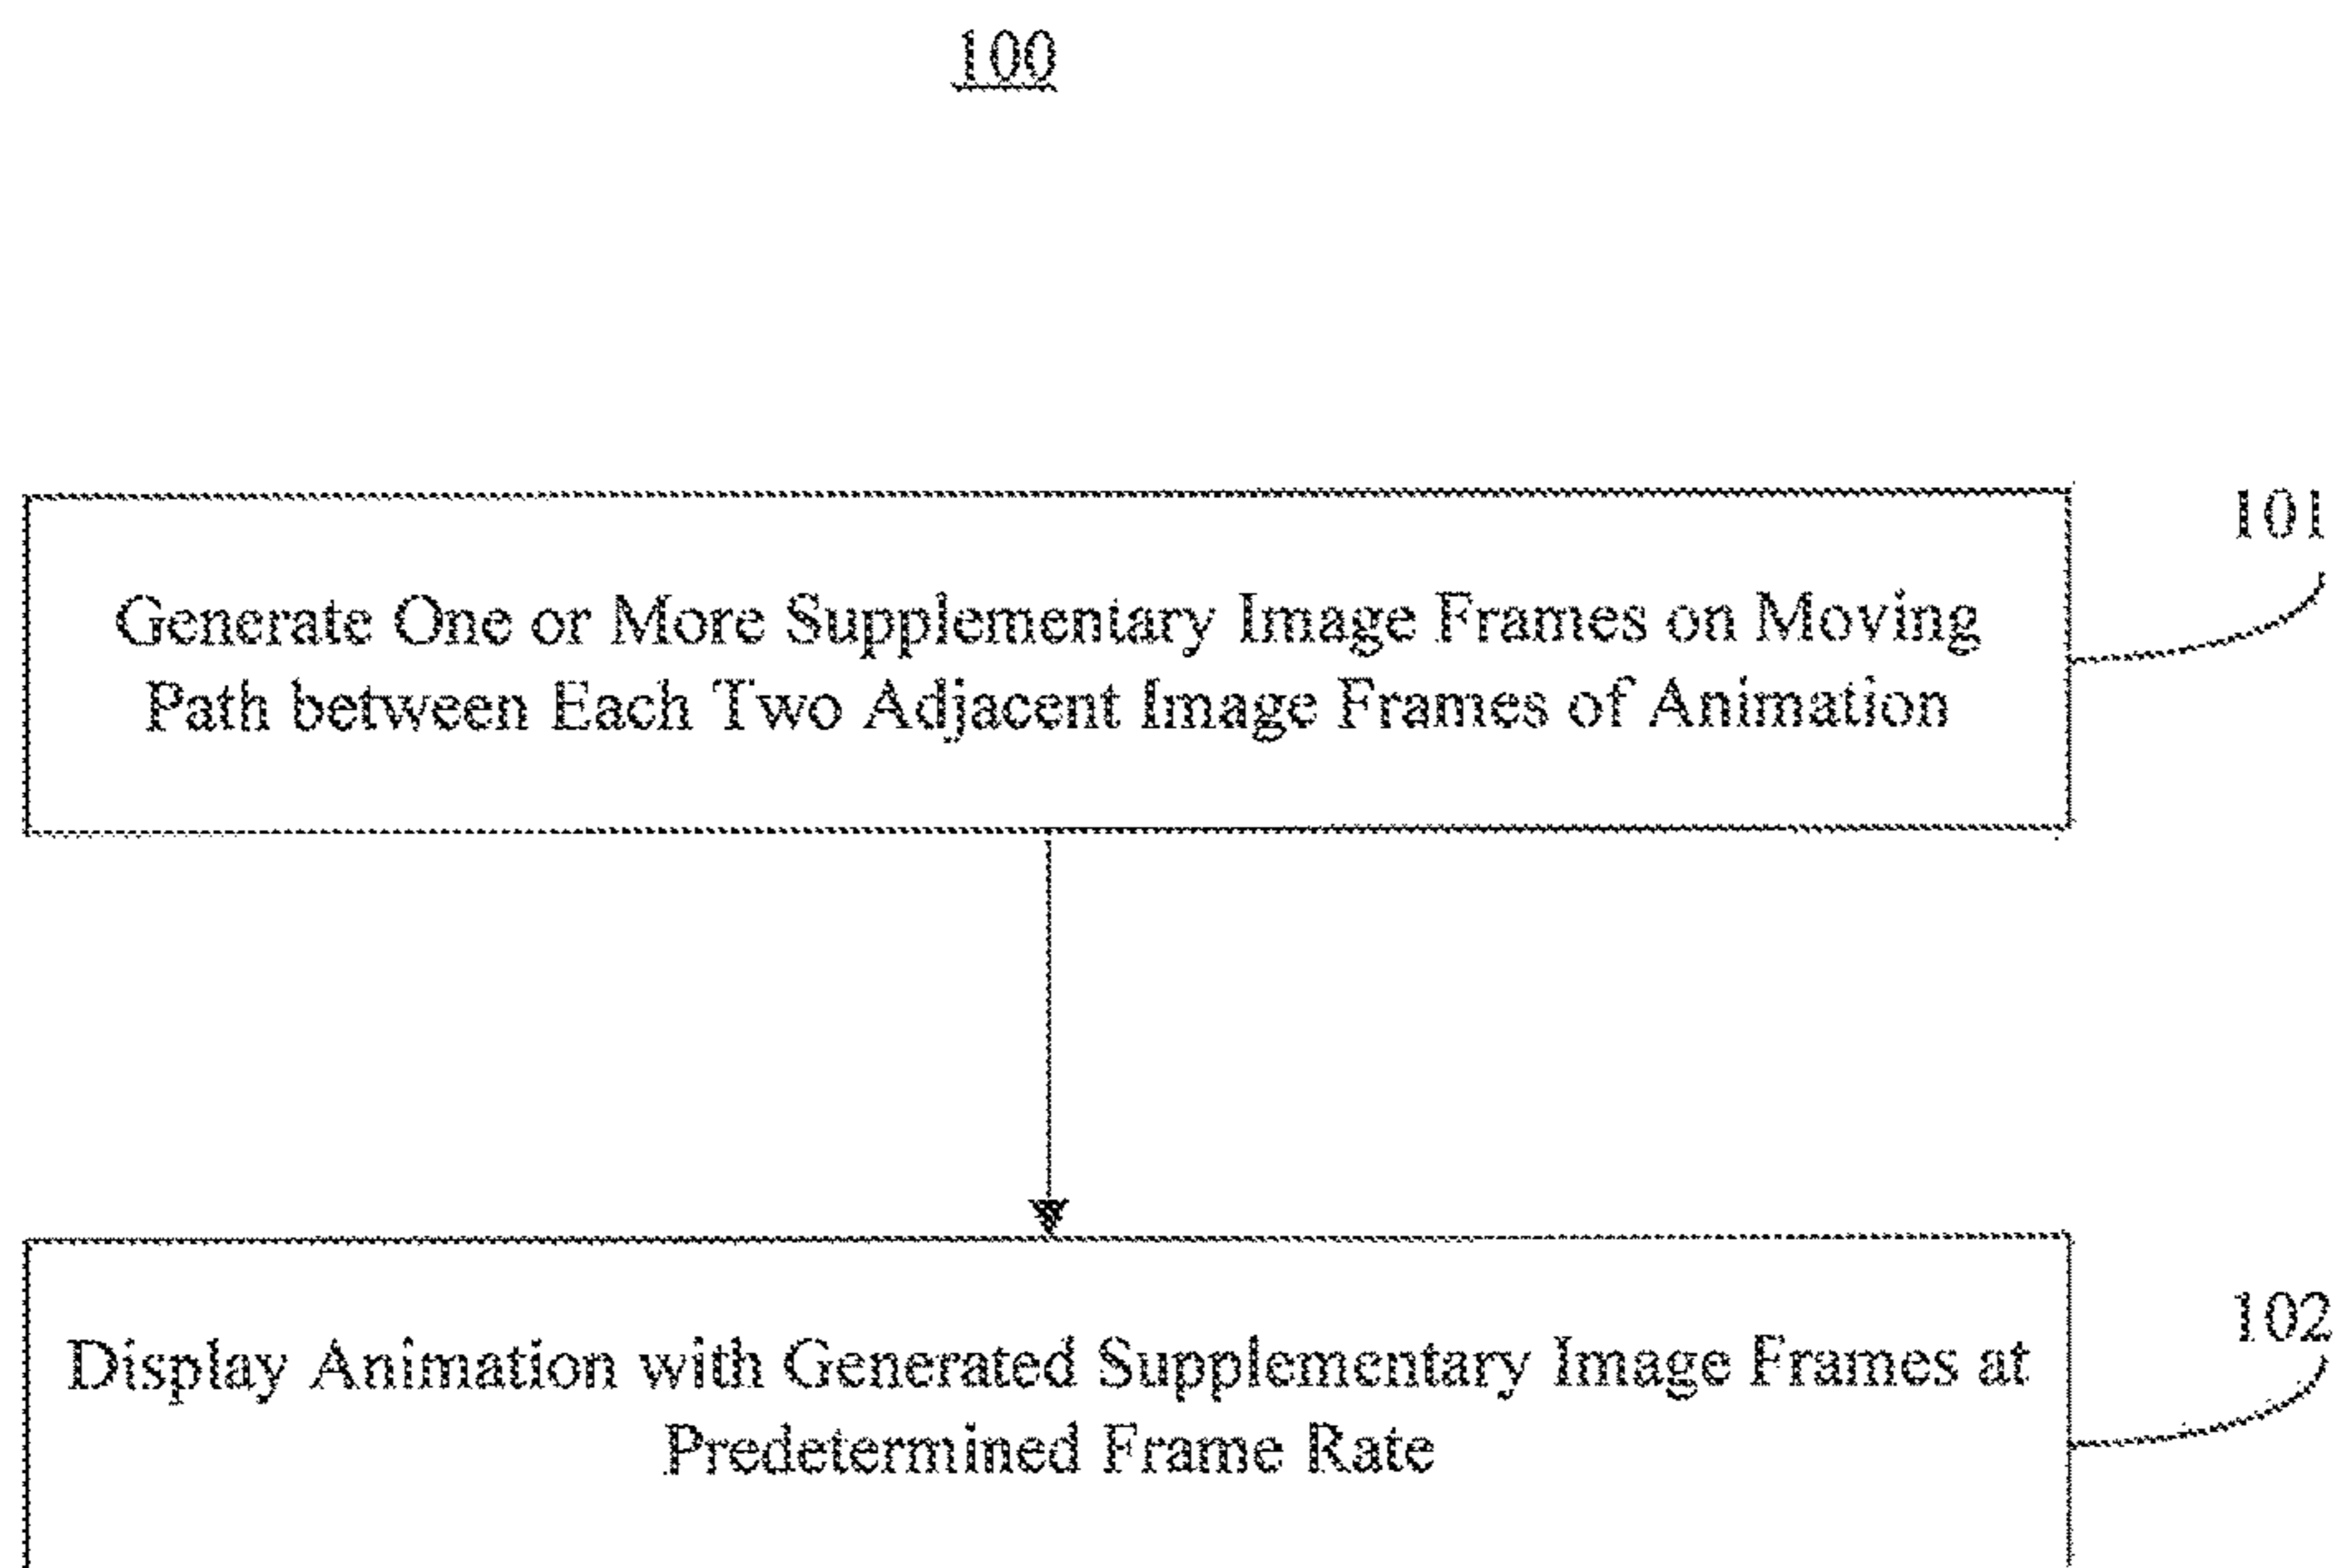 100
101
Generate One or More Supplementary Image Frames on Moving
Path between Each Two Adjacent Image Frames of Animation
102
Display Animation with Generated Supplementary Image Frames at
Predetermined Frame Rate